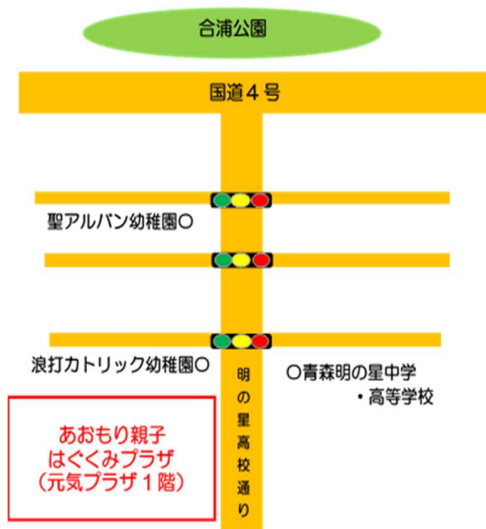 合浦公園
国道4号
聖アルバン幼稚園〇
浪打カトリック幼稚園〇
〇青森明の星中学
・高等学校
明の星高校通り
あおもり親子
はぐくみプラザ
(元気プラザ1階)